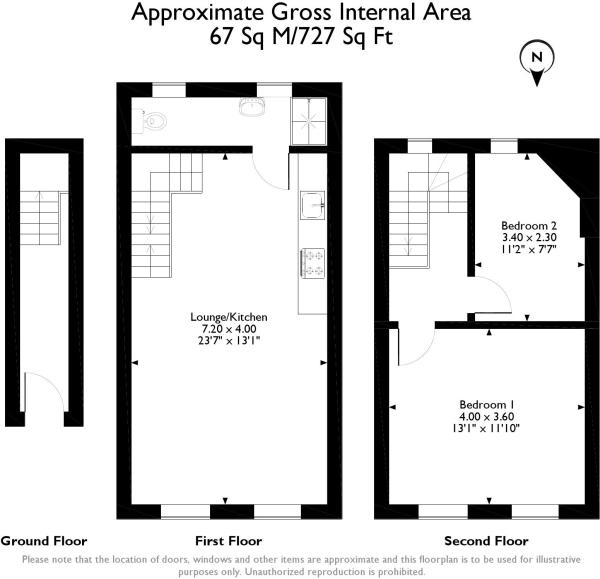 Approximate Gross Internal Area
67 Sq M/727 Sq Ft
N
Bedroom 2
3.40 x 2.30
11'2" x 7'7"
Lounge/Kitchen
7.20 x 4.00
23'7" x 13'1"
Bedroom 1
4.00 x 3.60
13'1" x 11'10"
Ground Floor
First Floor
Second Floor
Please note that the location of doors, windows and other items are approximate and this floorplan is to be used for illustrative
purposes only. Unauthorized reproduction is prohibited.